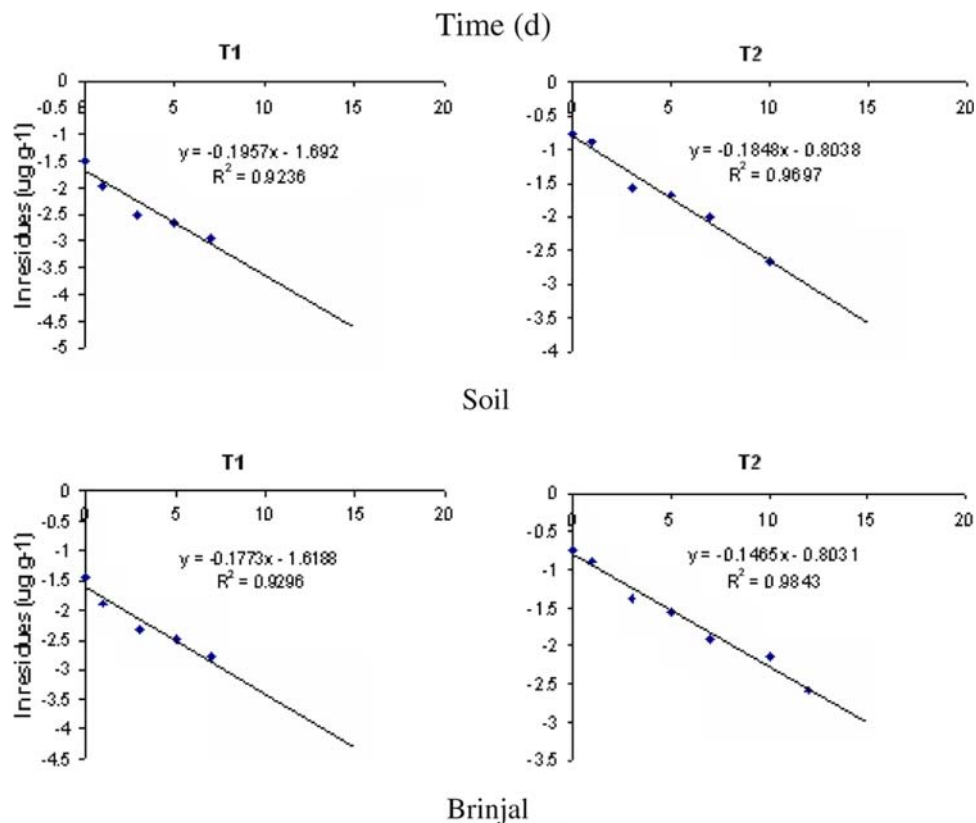 Time (d)
T1
0
0 5 10 15 20
-0.5
-1
-1.5
-2
-2.5
-3
-3.5
-4
-4.5
-5
ln residues (ug g-1)
y = -0.1957x - 1.692
R² = 0.9236
T2
0
0 5 10 15 20
-0.5
-1
-1.5
-2
-2.5
-3
-3.5
-4
y = -0.1848x - 0.8038
R² = 0.9697
Soil
T1
0
0 5 10 15 20
-0.5
-1
-1.5
-2
-2.5
-3
-3.5
-4
-4.5
ln residues (ug g-1)
y = -0.1773x - 1.6188
R² = 0.9296
T2
0
0 5 10 15 20
-0.5
-1
-1.5
-2
-2.5
-3
-3.5
y = -0.1465x - 0.8031
R² = 0.9843
Brinjal